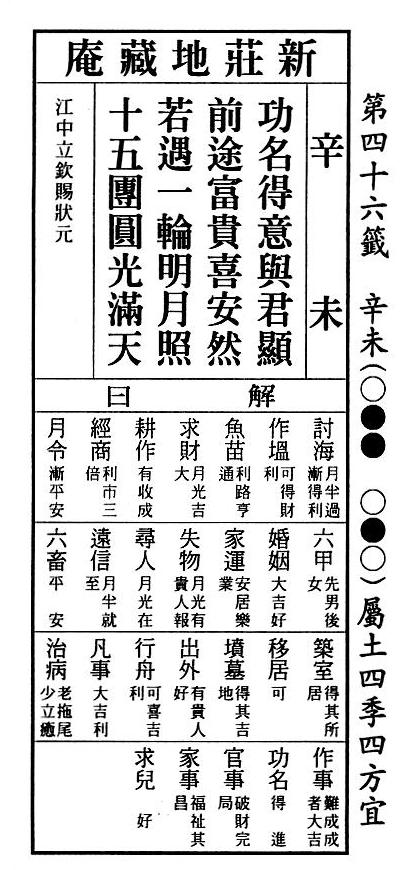 第四十六籤 辛未(○●● ○●○)屬土四季四方宜
新莊地藏庵
辛未
功名得意與君顯
前途富貴喜安然
若遇一輪明月照
十五團圓光滿天
江中立欽賜狀元
解曰
討海 月半過漸得利
作塭 可得財利
魚苗 利路亨通
求財 月光吉大
耕作 有收成
經商 利市三倍
月令 漸平安
六甲 先男後女
婚姻 大吉好
家運 安居樂業
失物 月光有貴人報
尋人 月光在
遠信 月半就至
六畜 平安
築室 得其所居
移居 可
墳墓 得其吉地
出外 有貴人好
行舟 可喜吉利
凡事 大吉利
治病 老拖尾少立癒
作事 難成成者大吉
功名 得進
官事 破財完局
家事 福祉其昌
求兒 好